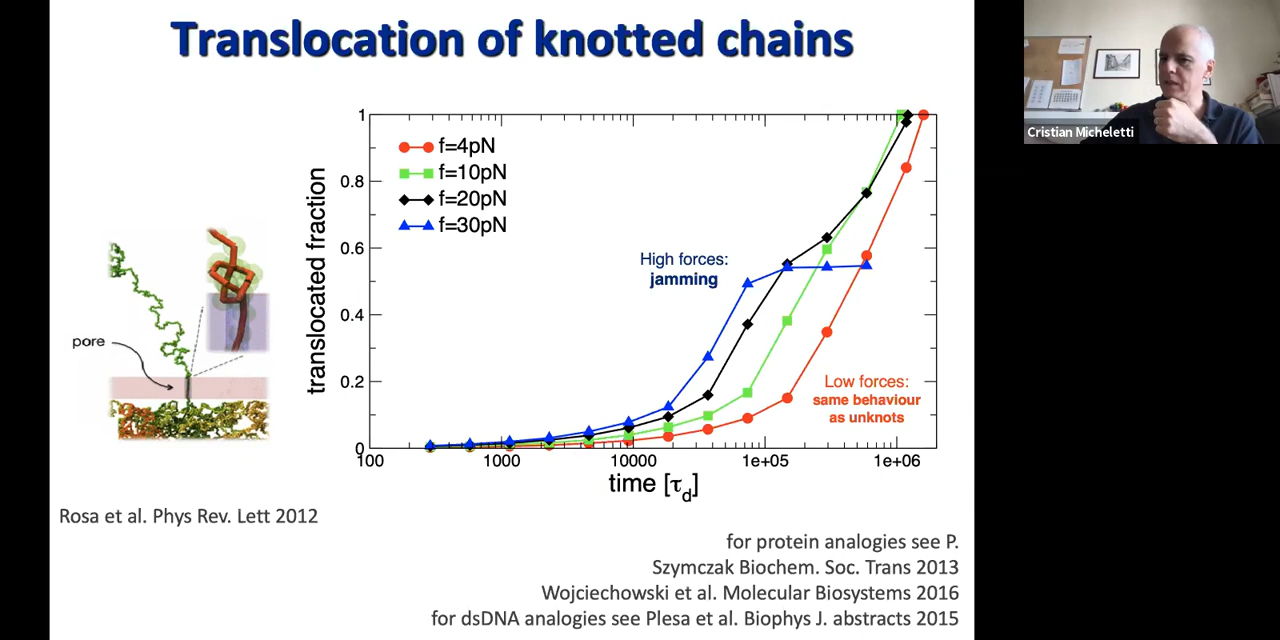 Translocation of knotted chains
Cristian Micheletti
translocated fraction
1
0.8
0.6
0.4
0.2
0
f=4pN
f=10pN
f=20pN
f=30pN
High forces:
jamming
Low forces:
same behaviour
as unknots
100
1000
10000
1e+05
1e+06
time [τd]
pore
Rosa et al. Phys Rev. Lett 2012
for protein analogies see P.
Szymczak Biochem. Soc. Trans 2013
Wojciechowski et al. Molecular Biosystems 2016
for dsDNA analogies see Plesa et al. Biophys J. abstracts 2015